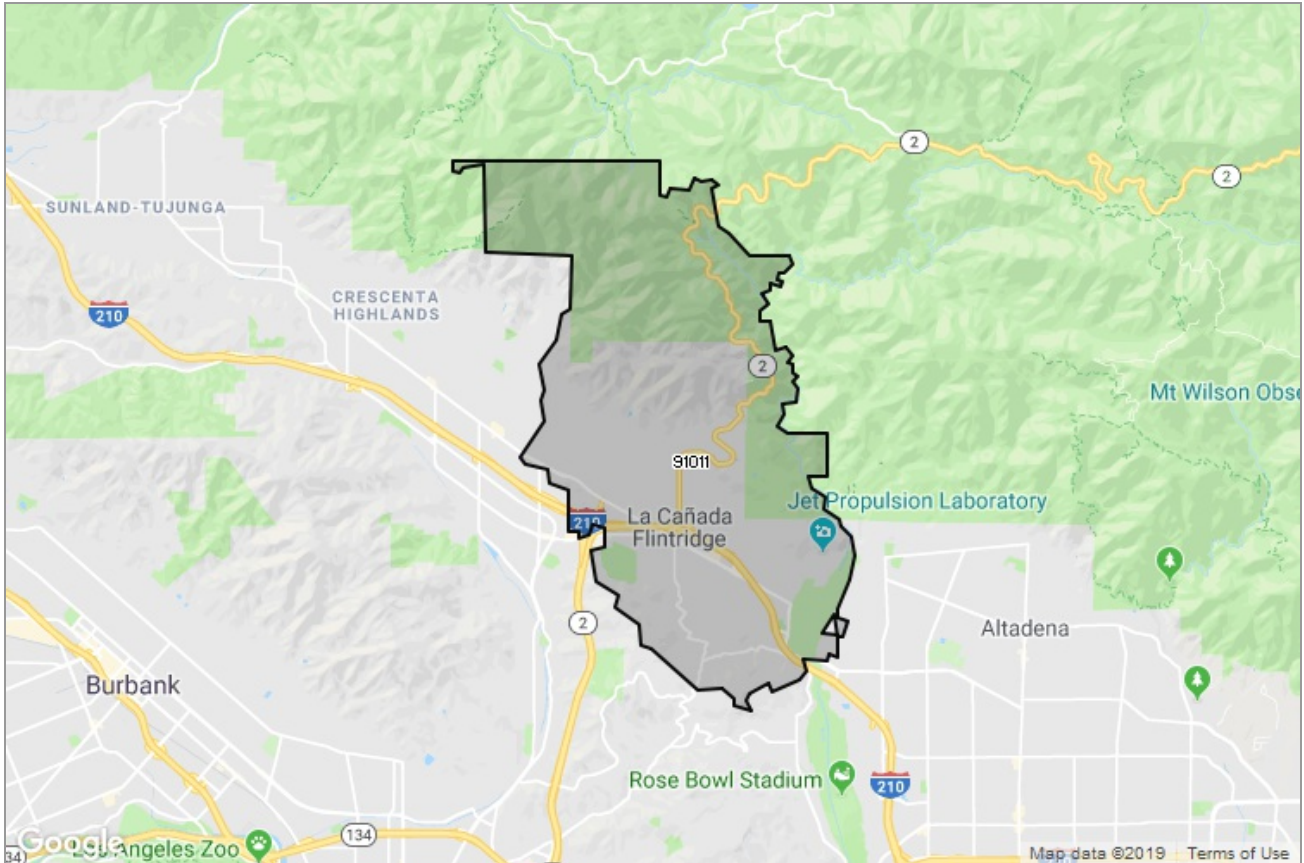 2
2
SUNLAND-TUJUNGA
CRESCENTA
HIGHLANDS
210
2
Mt Wilson Obse
91011
Jet Propulsion Laboratory
210
La Cañada
Flintridge
2
Altadena
Burbank
Rose Bowl Stadium
210
134
34)
Google
Los Angeles Zoo
Map data ©2019
Terms of Use